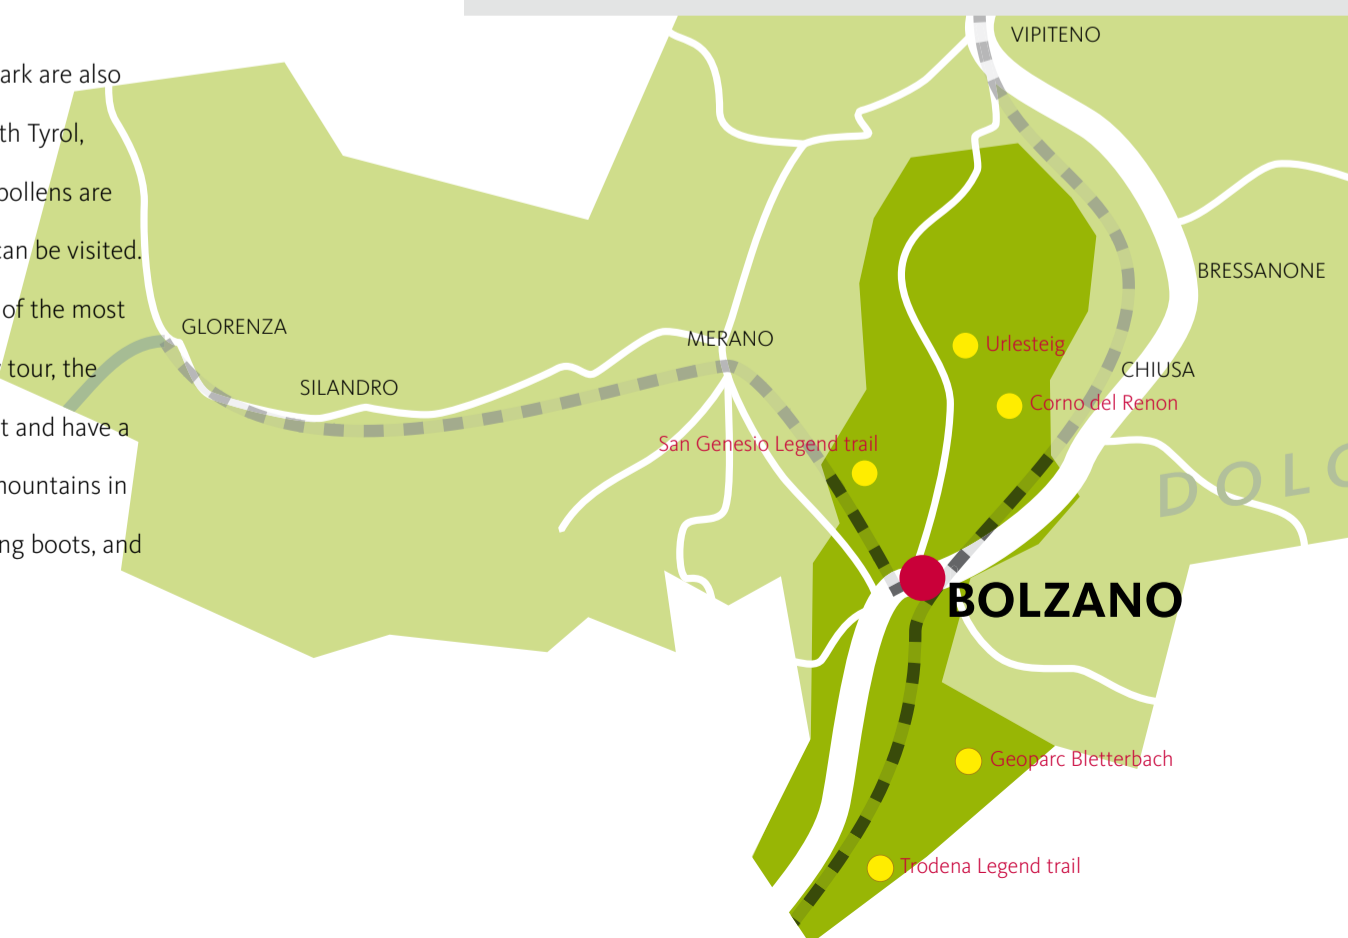 ark are also
th Tyrol,
pollens are
can be visited.
of the most
tour, the
t and have a
mountains in
ng boots, and
VIPITENO
BRESSANONE
GLORENZA
MERANO
Urlesteig
CHIUSA
SILANDRO
Corno del Renon
San Genesio Legend trail
DOLO
BOLZANO
Geoparc Bletterbach
Trodena Legend trail